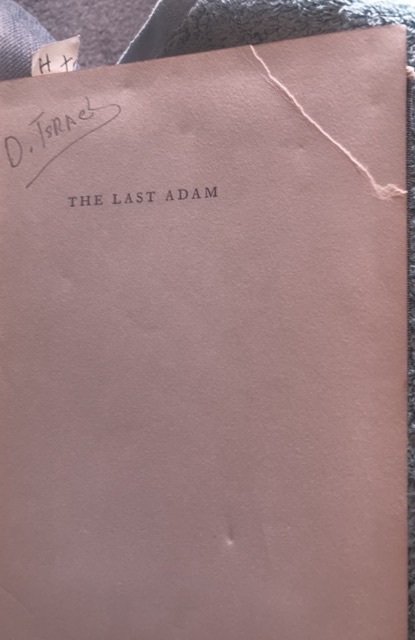 H
D. Israel
THE LAST ADAM